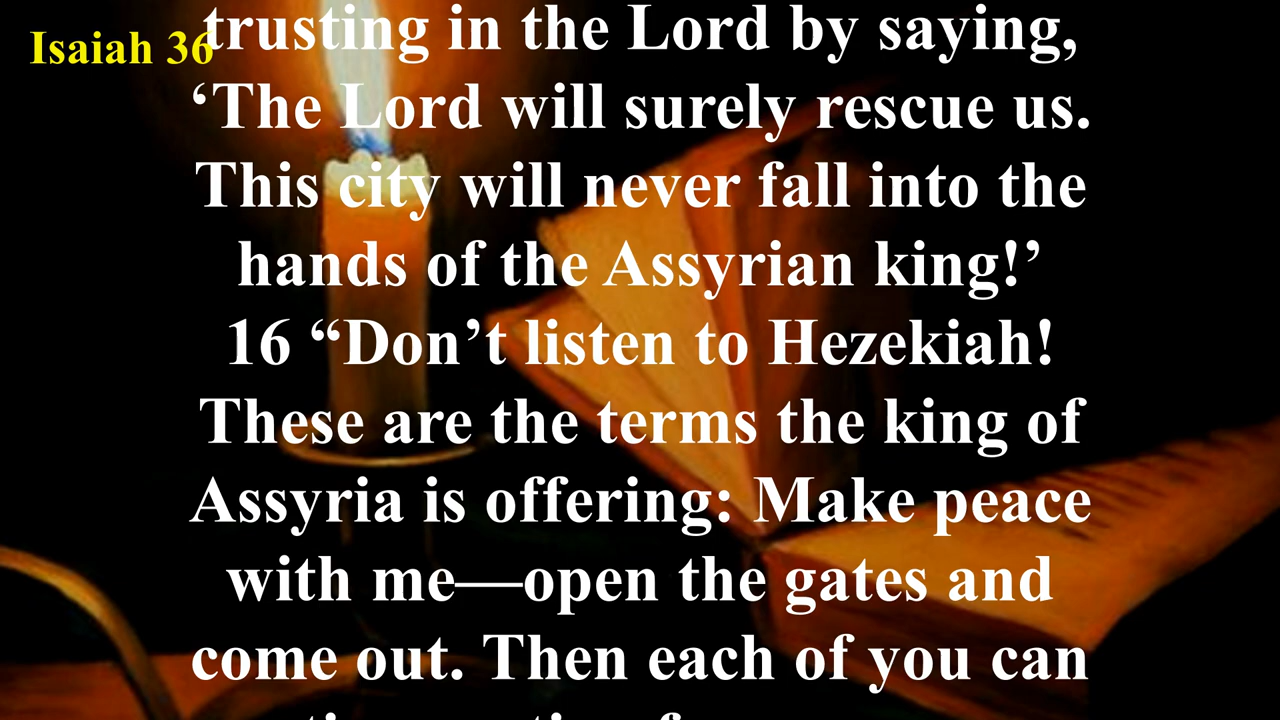 Isaiah 36
trusting in the Lord by saying,
‘The Lord will surely rescue us.
This city will never fall into the
hands of the Assyrian king!’
16 “Don’t listen to Hezekiah!
These are the terms the king of
Assyria is offering: Make peace
with me—open the gates and
come out. Then each of you can